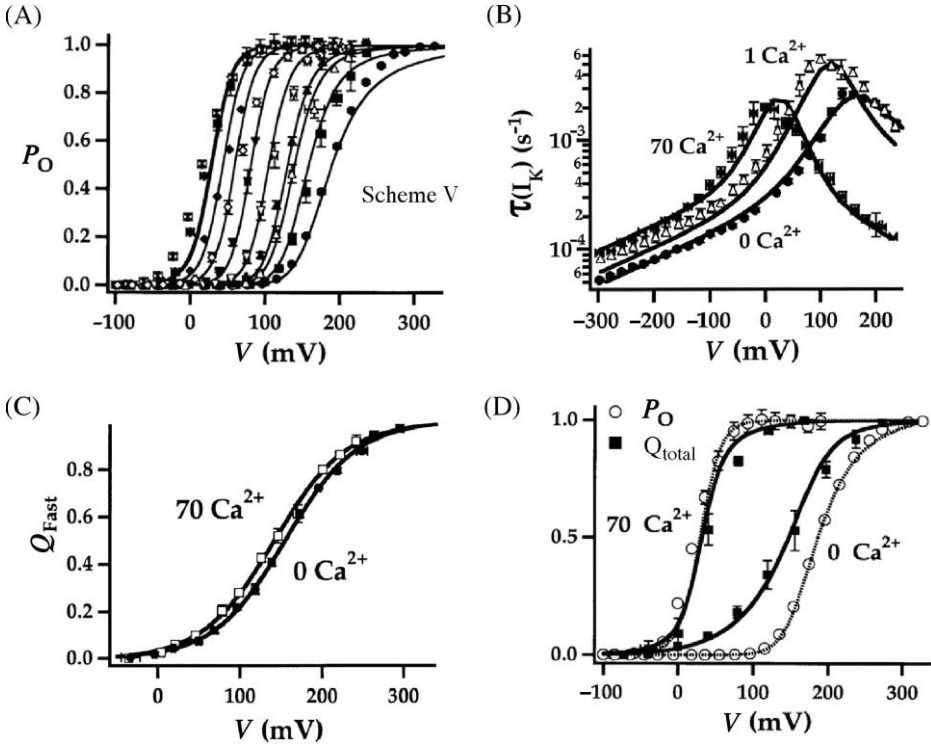 (A)
1.0
0.8
0.6
0.4
0.2
0.0
P_O
Scheme V
−100 0 100 200 300
V (mV)
(B)
6
4
2
10⁻³
6
4
2
10⁻⁴
6
τ(I_K) (s⁻¹)
1 Ca²⁺
70 Ca²⁺
0 Ca²⁺
−300 −200 −100 0 100 200
V (mV)
(C)
0.8
0.6
0.4
0.2
0.0
Q_Fast
70 Ca²⁺
0 Ca²⁺
0 100 200 300
V (mV)
(D)
P_O
Q_total
1.0
0.5
0.0
70 Ca²⁺
0 Ca²⁺
−100 0 100 200 300
V (mV)